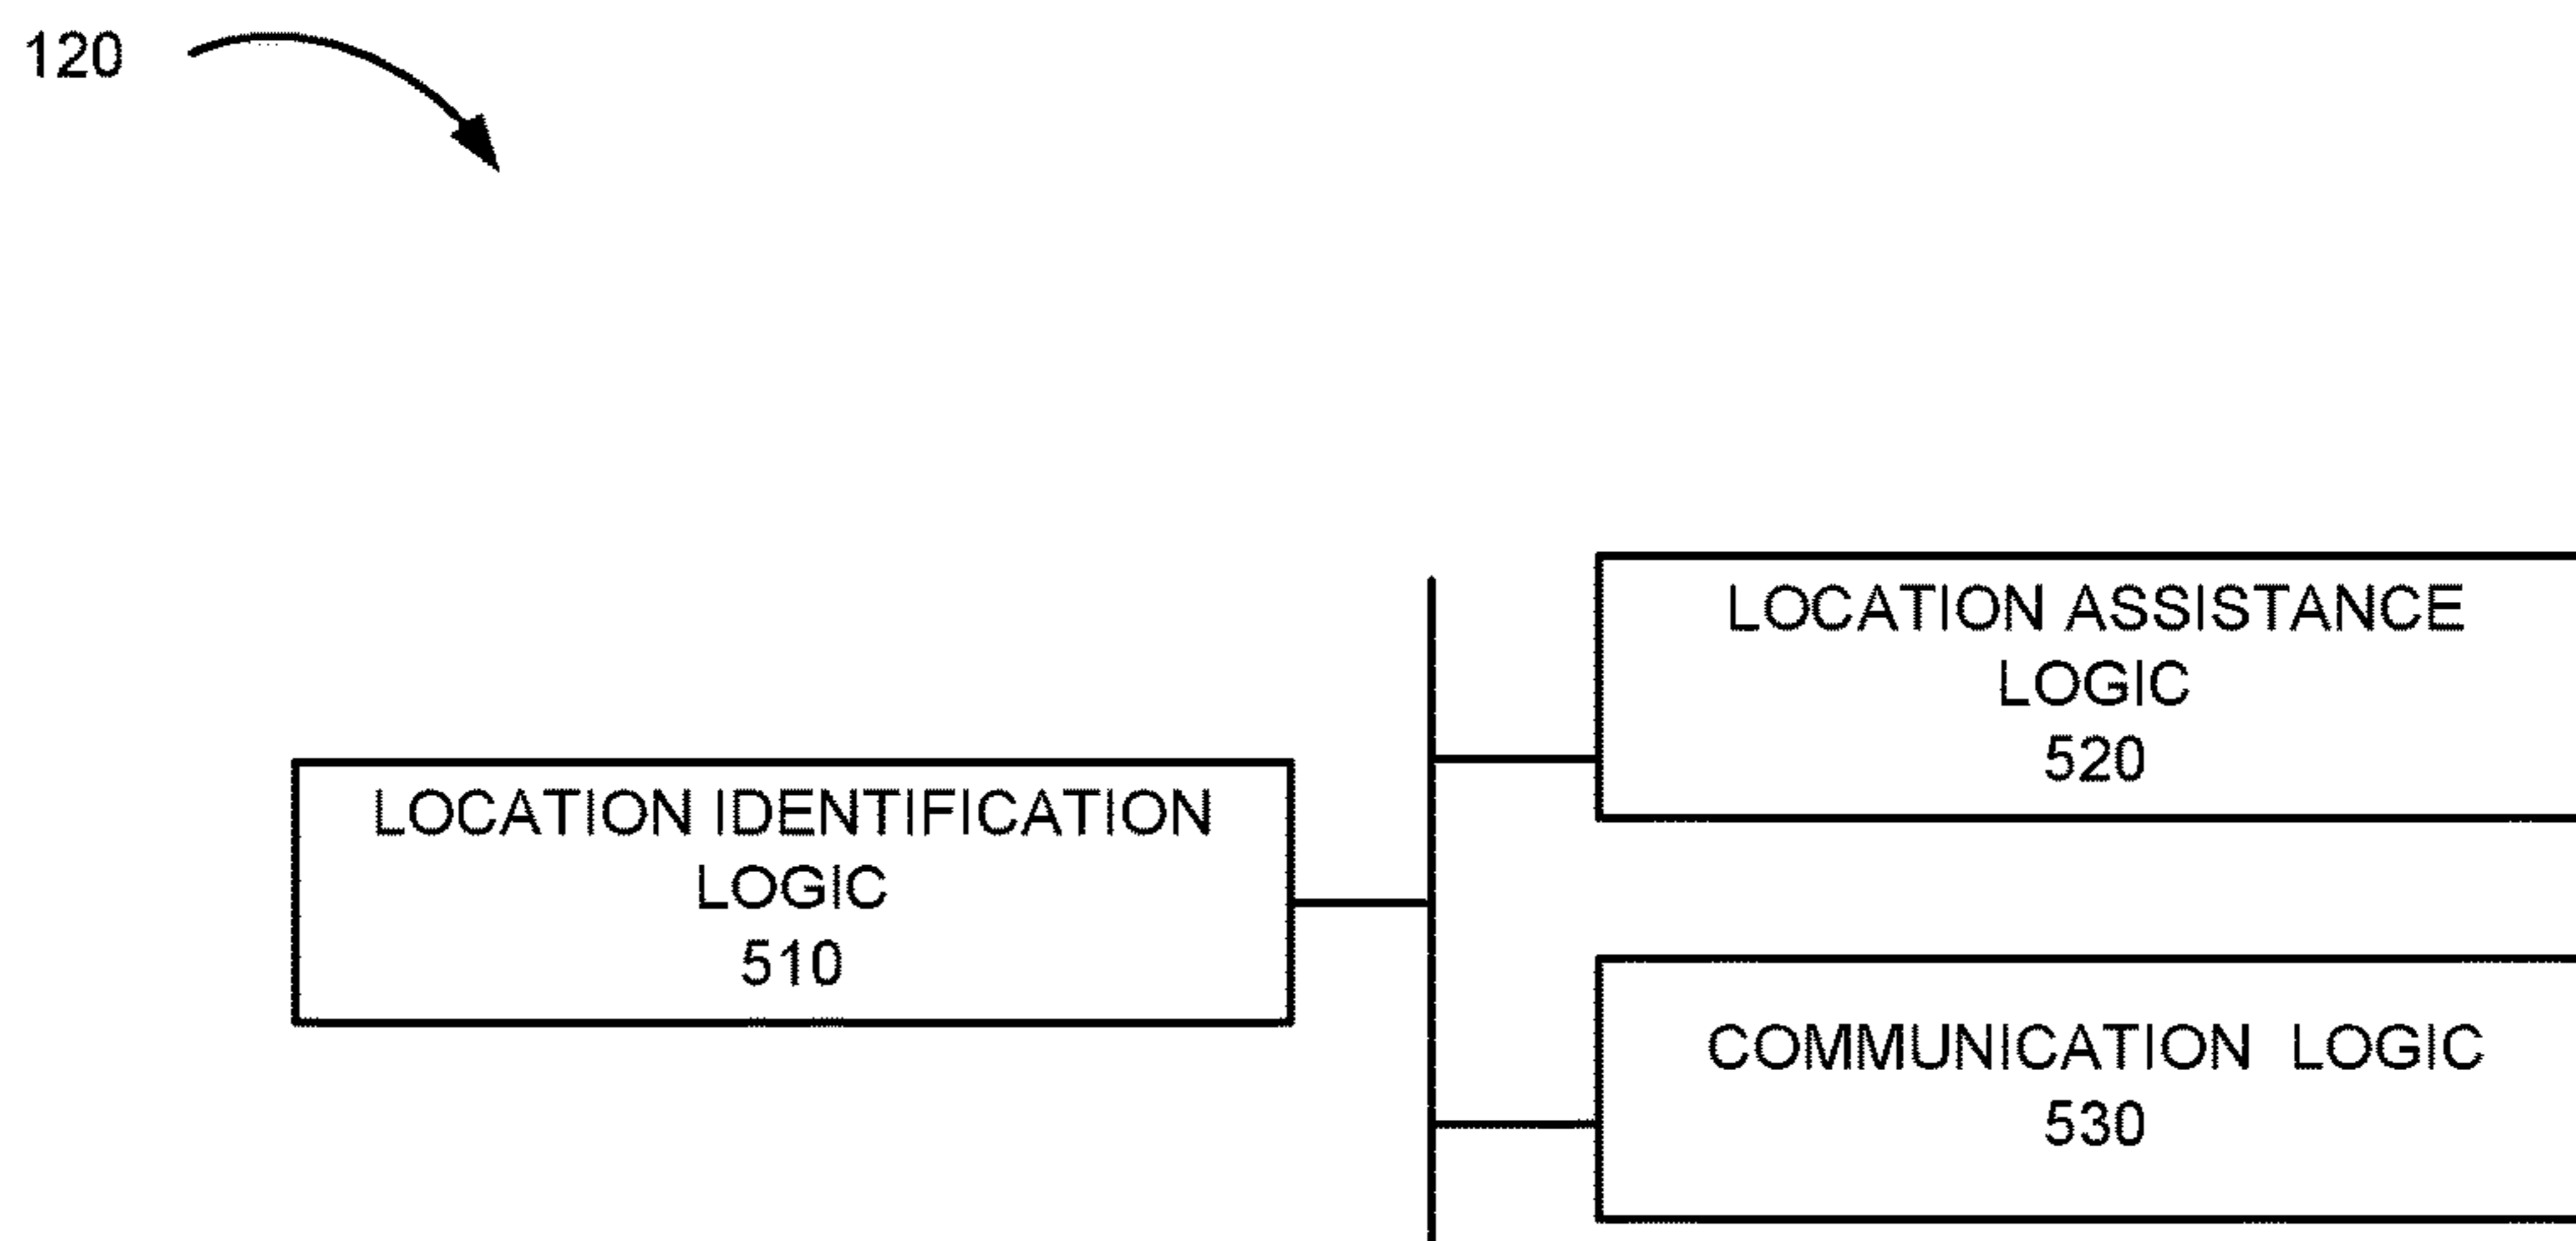 120
LOCATION ASSISTANCE
LOGIC
520
LOCATION IDENTIFICATION
LOGIC
510
COMMUNICATION LOGIC
530